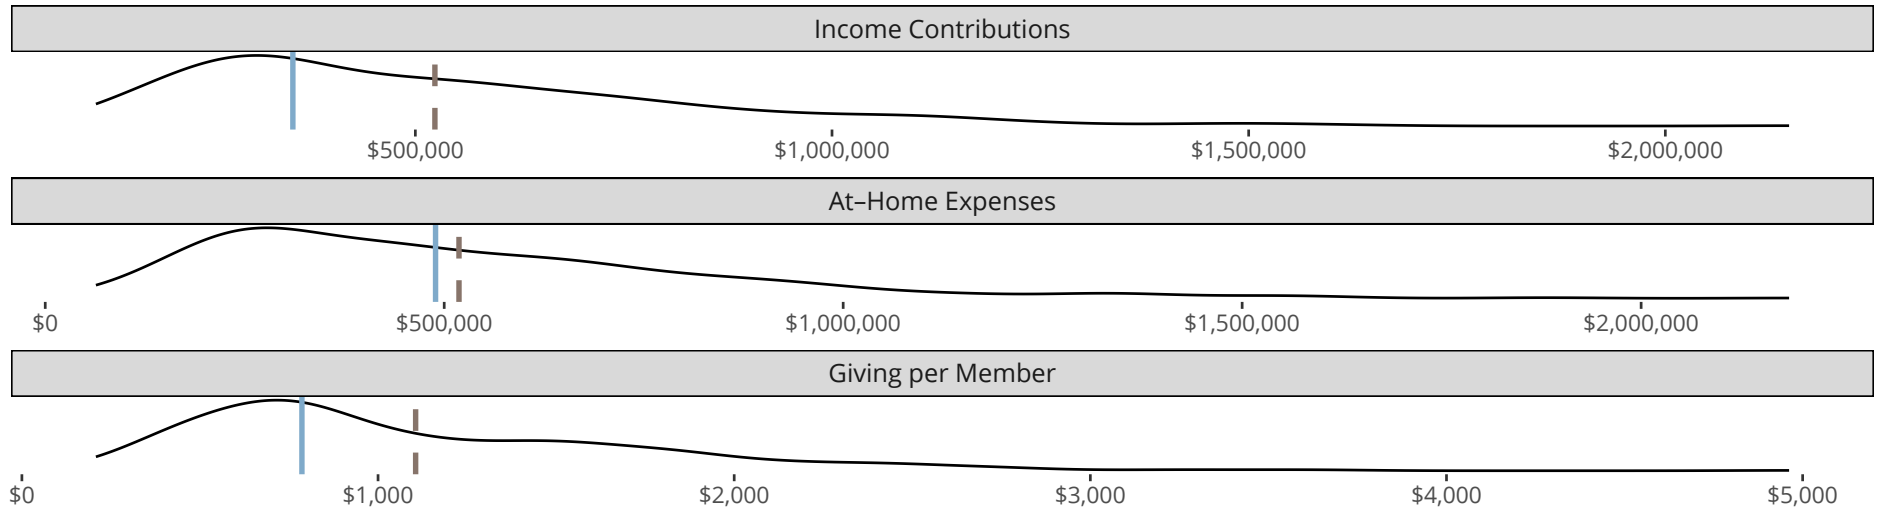 Income Contributions
$500,000 $1,000,000 $1,500,000 $2,000,000
At–Home Expenses
$0 $500,000 $1,000,000 $1,500,000 $2,000,000
Giving per Member
$0 $1,000 $2,000 $3,000 $4,000 $5,000